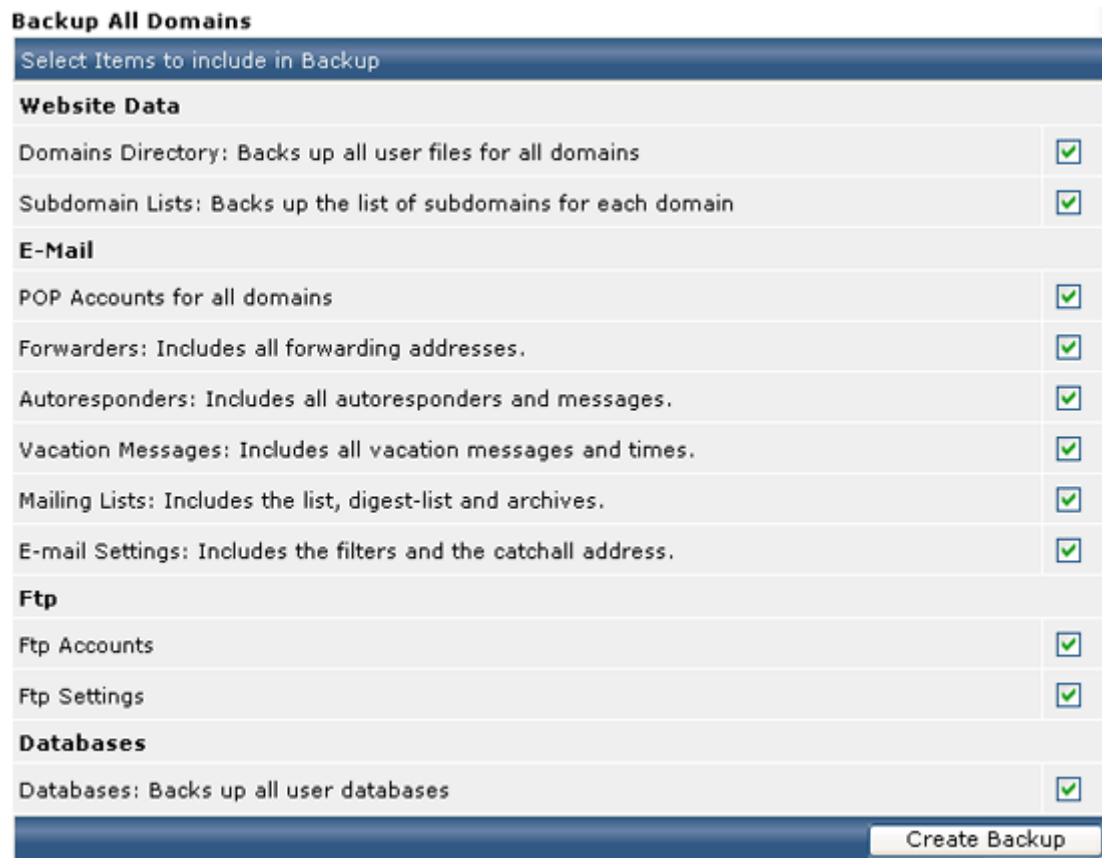 Backup All Domains
Select Items to include in Backup
Website Data
Domains Directory: Backs up all user files for all domains
Subdomain Lists: Backs up the list of subdomains for each domain
E-Mail
POP Accounts for all domains
Forwarders: Includes all forwarding addresses.
Autoresponders: Includes all autoresponders and messages.
Vacation Messages: Includes all vacation messages and times.
Mailing Lists: Includes the list, digest-list and archives.
E-mail Settings: Includes the filters and the catchall address.
Ftp
Ftp Accounts
Ftp Settings
Databases
Databases: Backs up all user databases
Create Backup